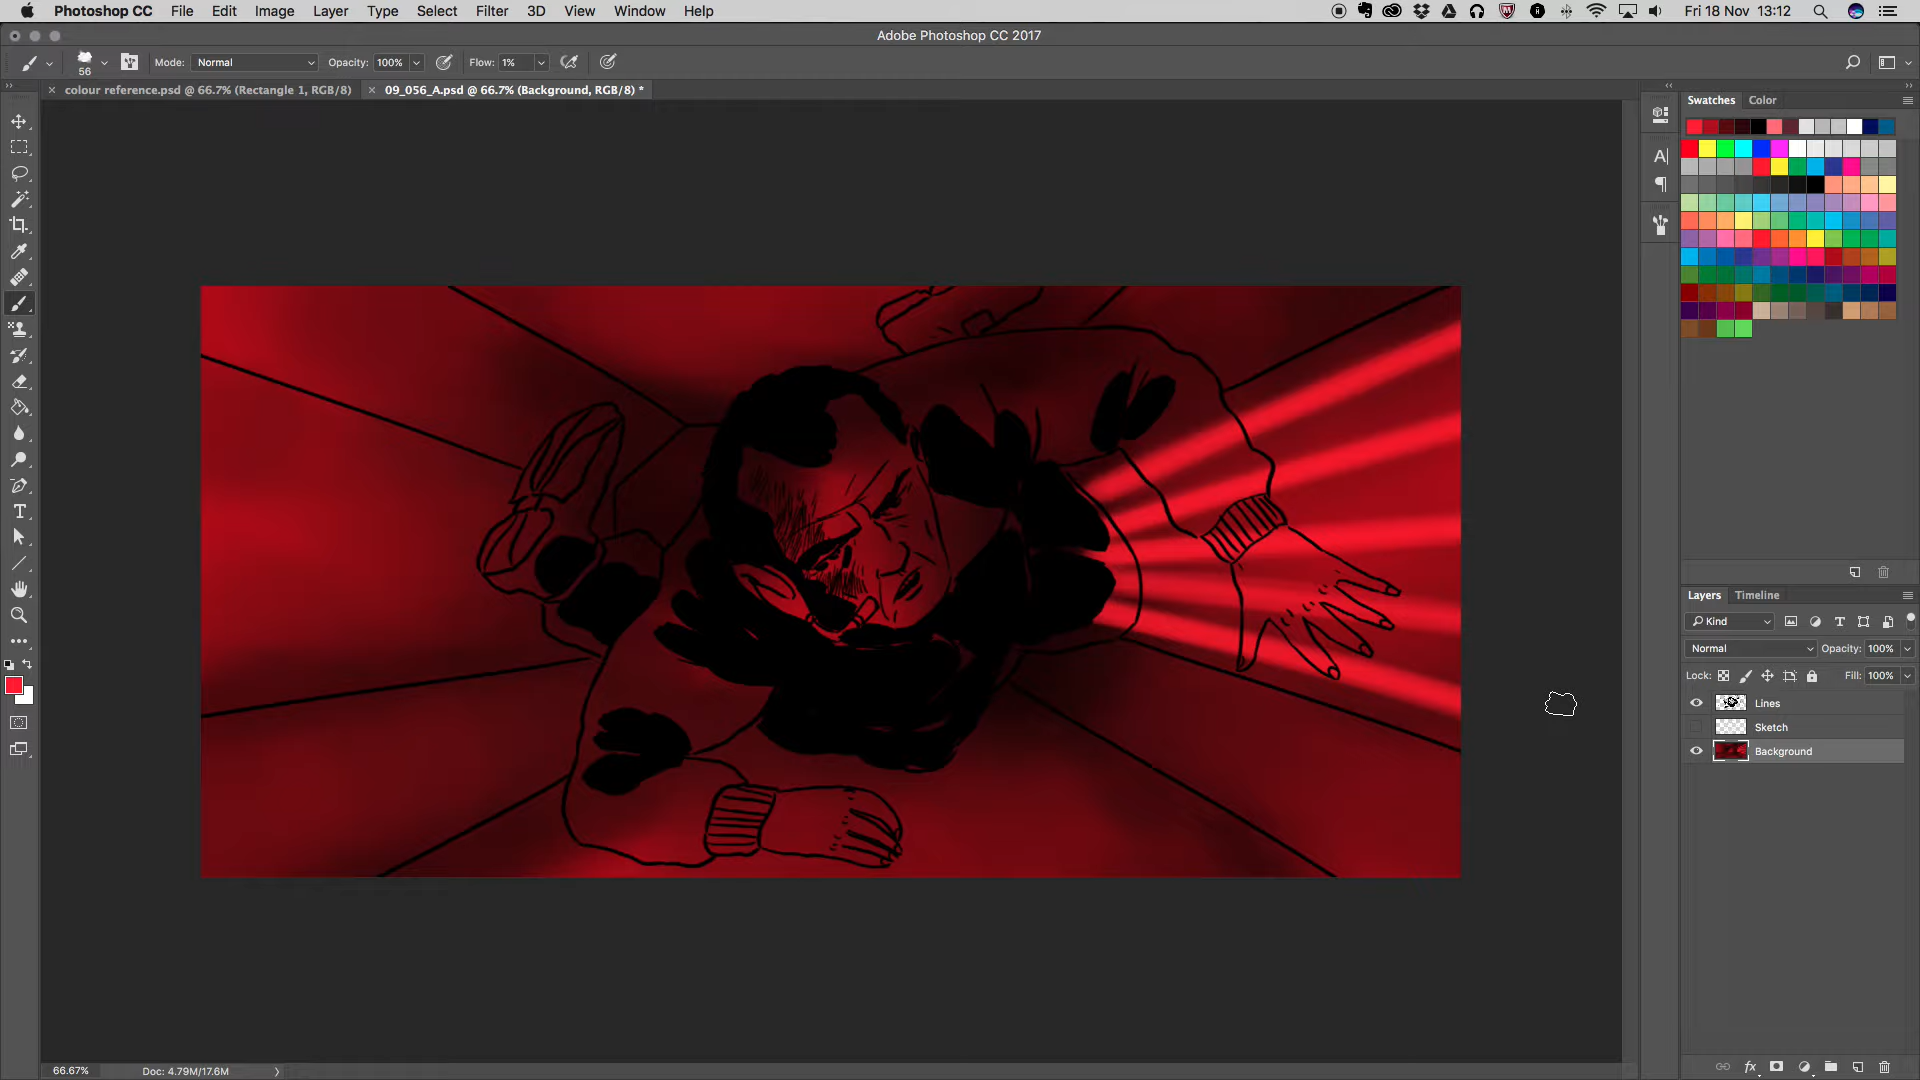 Photoshop CC File Edit Image Layer Type Select Filter 3D View Window Help Fri 18 Nov 13:12
Adobe Photoshop CC 2017
56 Mode: Normal Opacity: 100% Flow: 1%
colour reference.psd @ 66.7% (Rectangle 1, RGB/8) 09_056_A.psd @ 66.7% (Background, RGB/8) *
Swatches Color
Layers Timeline
Kind
Normal Opacity: 100%
Lock: Fill: 100%
Lines
Sketch
Background
66.67% Doc: 4.79M/17.6M